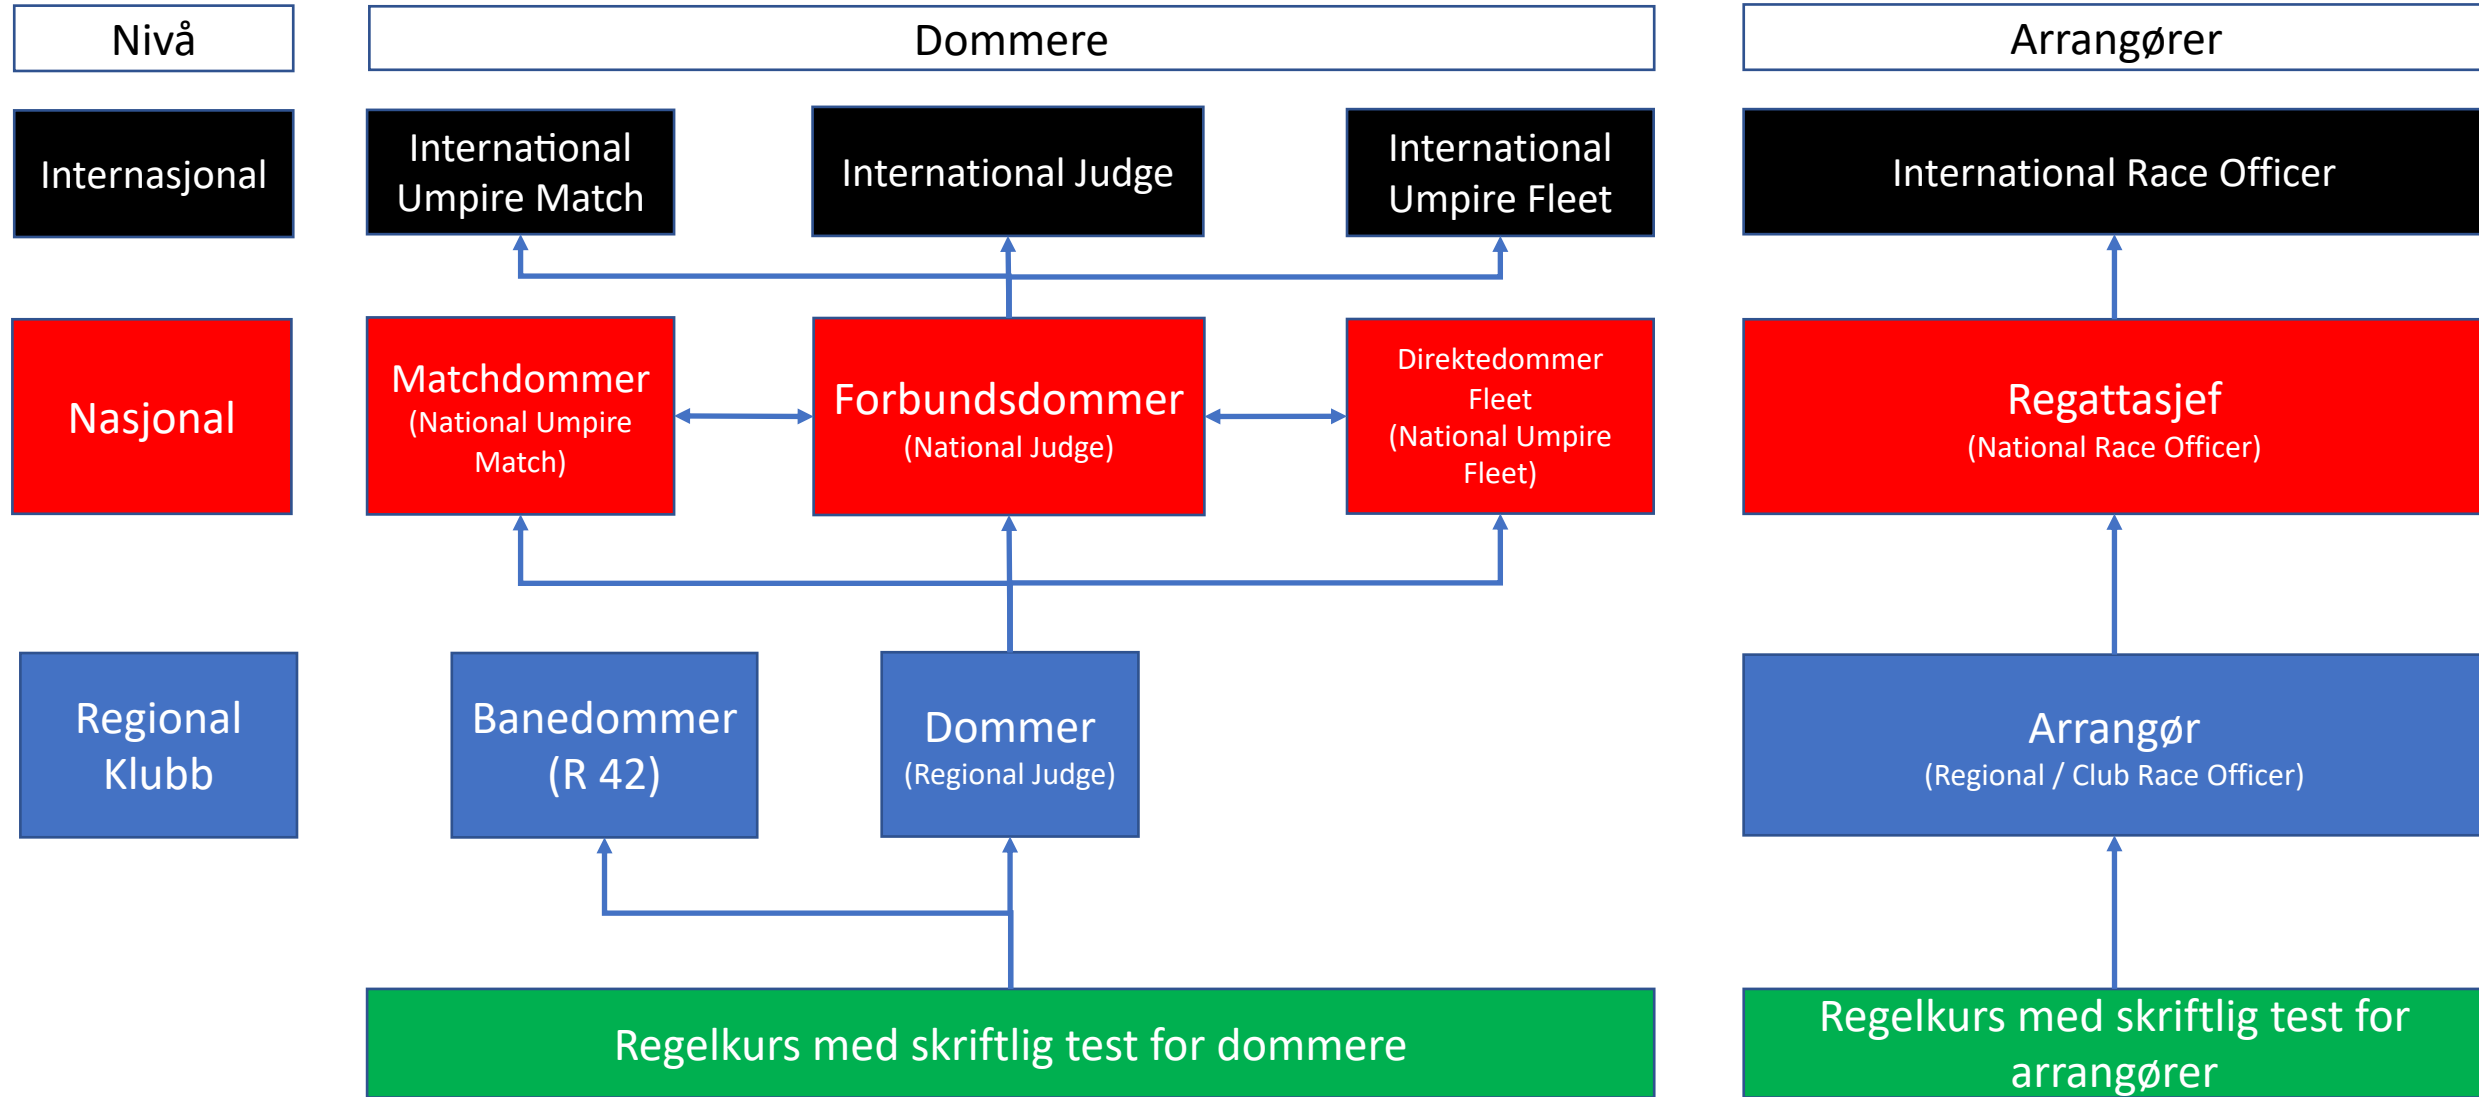 Nivå
Dommere
Arrangører
Internasjonal
International
Umpire Match
International Judge
International
Umpire Fleet
International Race Officer
Nasjonal
Matchdommer
(National Umpire
Match)
Forbundsdommer
(National Judge)
Direktedommer
Fleet
(National Umpire
Fleet)
Regattasjef
(National Race Officer)
Regional
Klubb
Banedommer
(R 42)
Dommer
(Regional Judge)
Arrangør
(Regional / Club Race Officer)
Regelkurs med skriftlig test for dommere
Regelkurs med skriftlig test for
arrangører